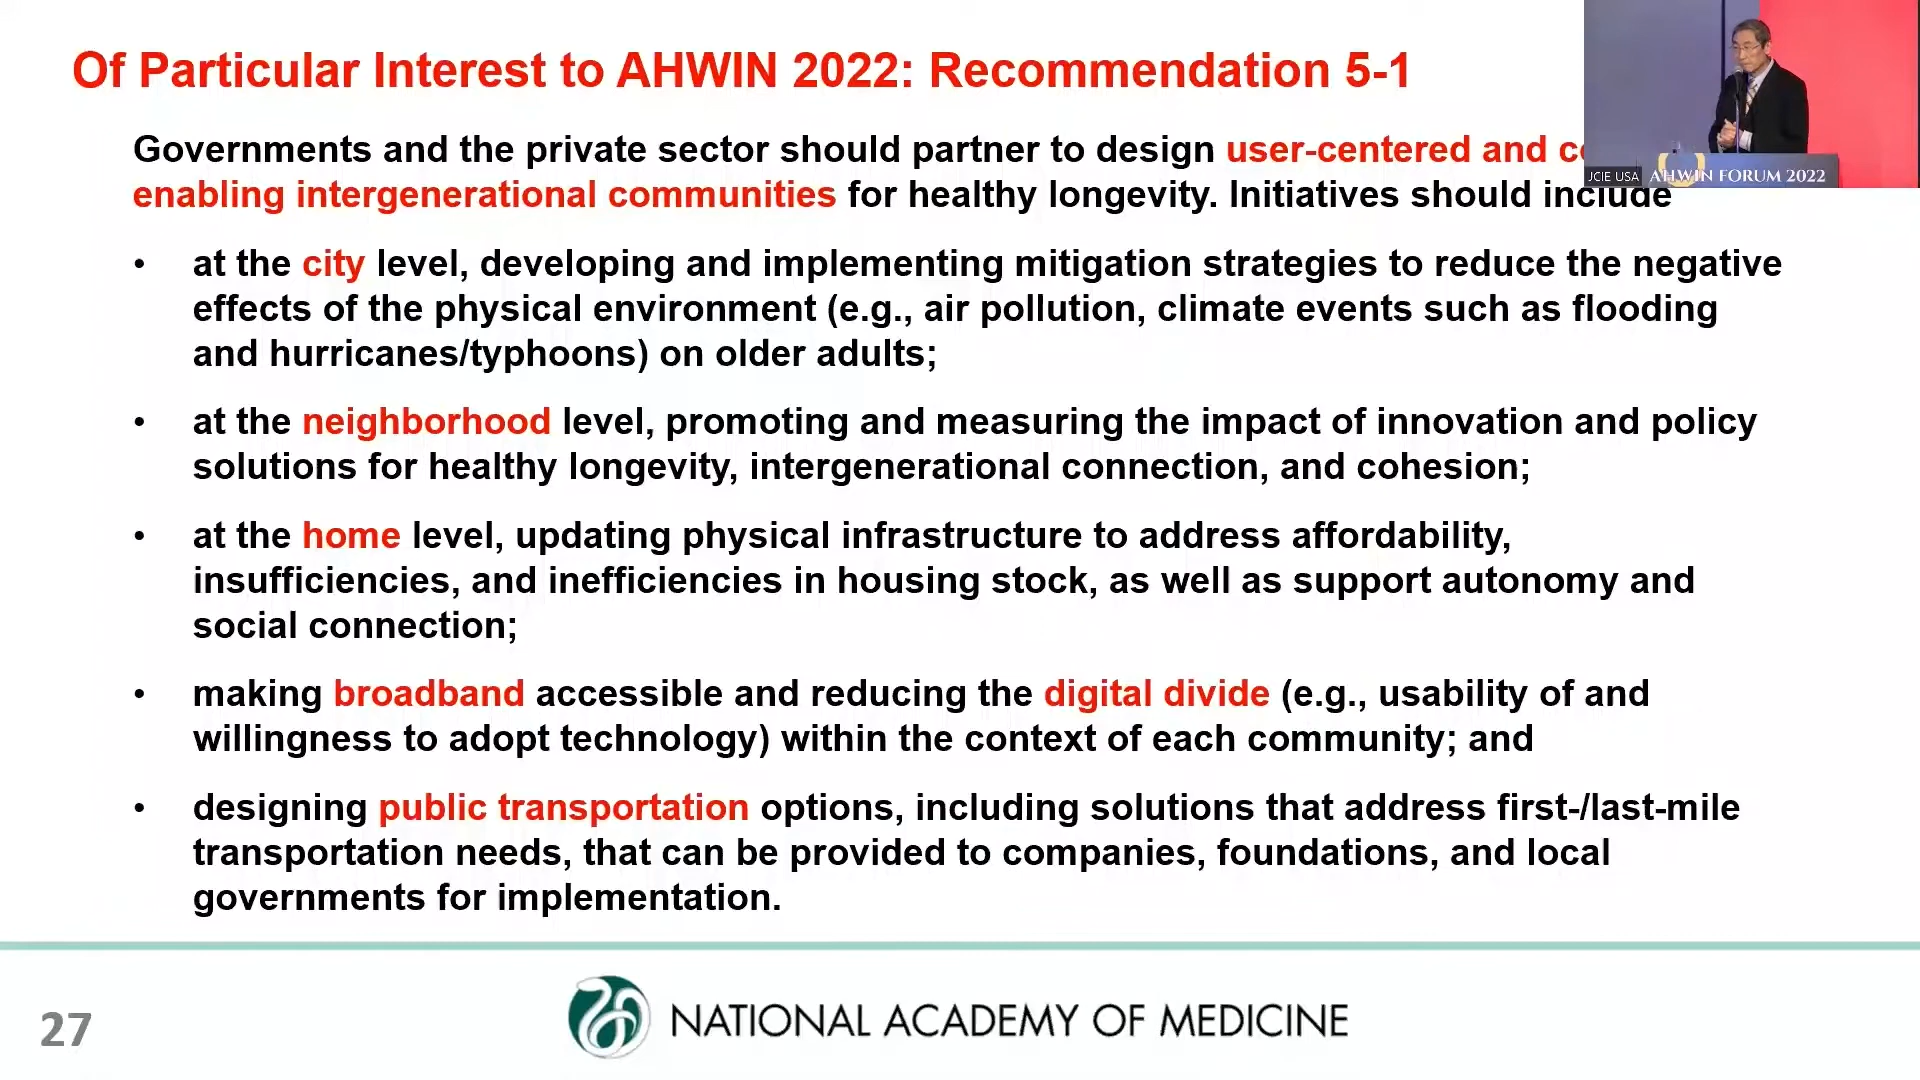 Of Particular Interest to AHWIN 2022: Recommendation 5-1
Governments and the private sector should partner to design user-centered and
enabling intergenerational communities for healthy longevity. Initiatives should include
• at the city level, developing and implementing mitigation strategies to reduce the negative
effects of the physical environment (e.g., air pollution, climate events such as flooding
and hurricanes/typhoons) on older adults;
• at the neighborhood level, promoting and measuring the impact of innovation and policy
solutions for healthy longevity, intergenerational connection, and cohesion;
• at the home level, updating physical infrastructure to address affordability,
insufficiencies, and inefficiencies in housing stock, as well as support autonomy and
social connection;
• making broadband accessible and reducing the digital divide (e.g., usability of and
willingness to adopt technology) within the context of each community; and
• designing public transportation options, including solutions that address first-/last-mile
transportation needs, that can be provided to companies, foundations, and local
governments for implementation.
JCIE USA
AHWIN FORUM 2022
27
NATIONAL ACADEMY OF MEDICINE